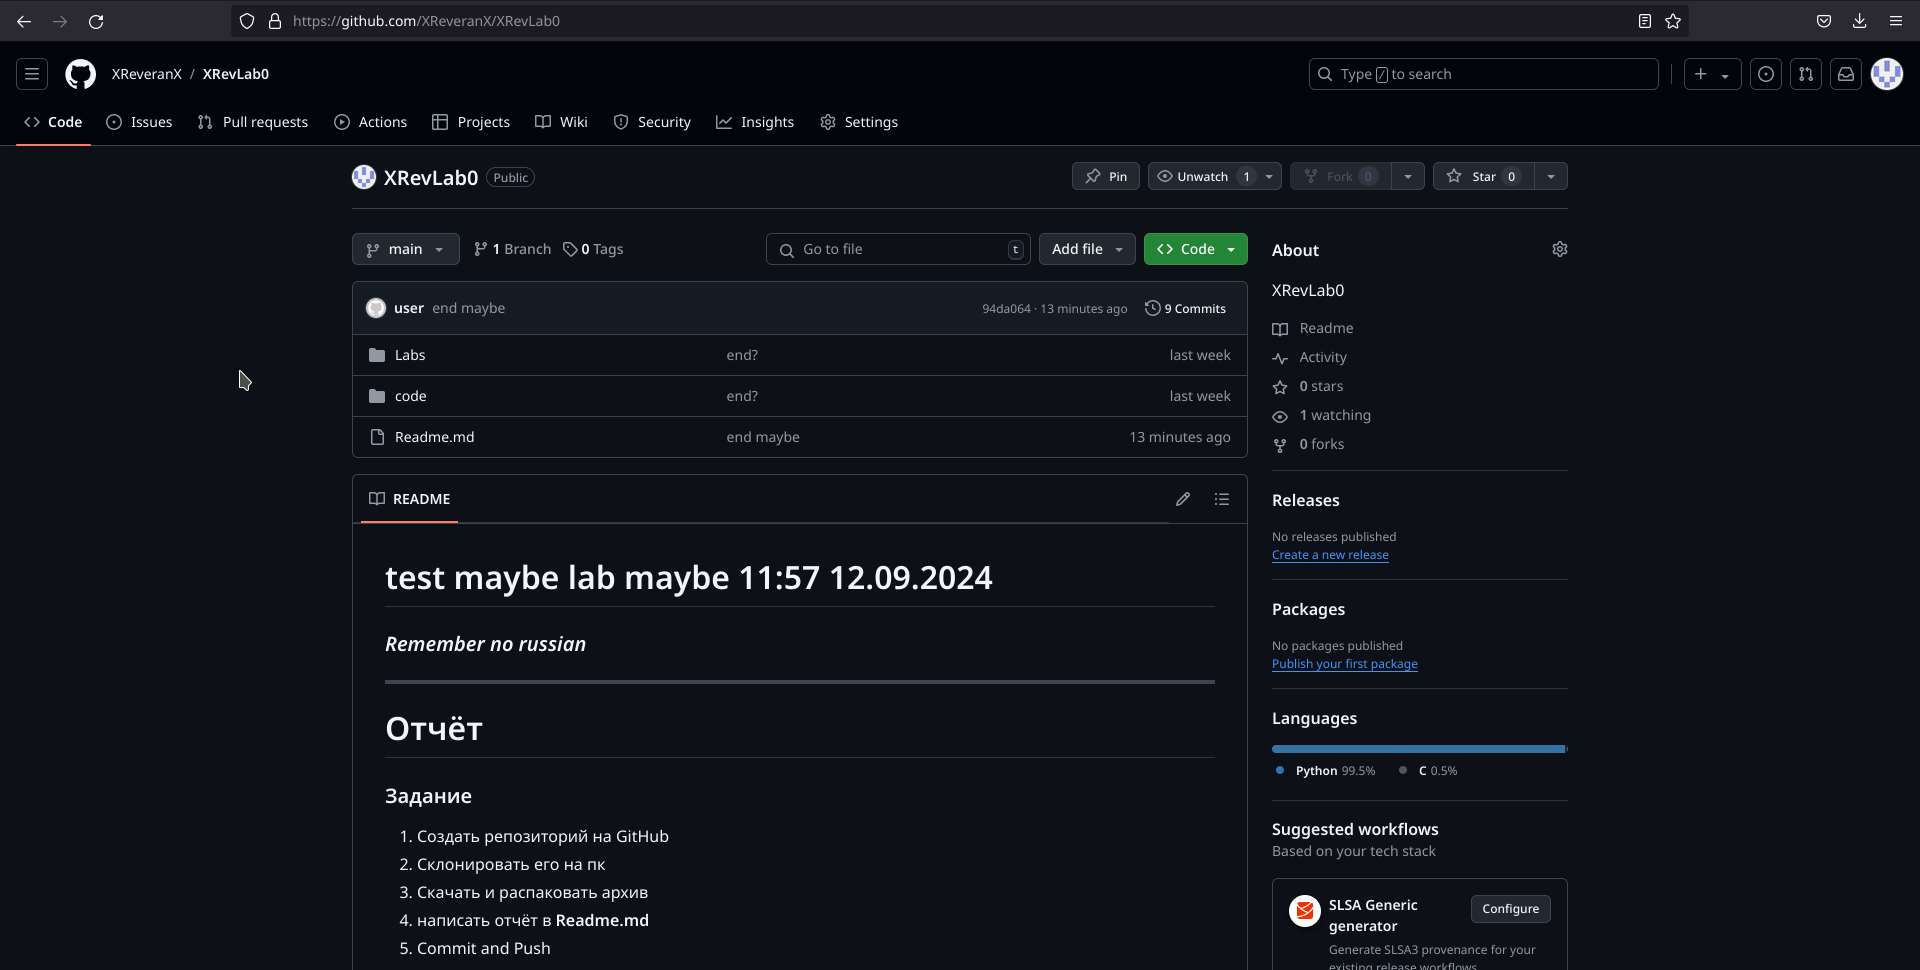 https://github.com/XReveranX/XRevLab0
XReveranX / XRevLab0
Type / to search
Code Issues Pull requests Actions Projects Wiki Security Insights Settings
XRevLab0 Public
Pin Unwatch 1 Fork 0 Star 0
main 1 Branch 0 Tags Go to file t Add file Code
user end maybe 94da064 · 13 minutes ago 9 Commits
Labs end? last week
code end? last week
Readme.md end maybe 13 minutes ago
README
test maybe lab maybe 11:57 12.09.2024
Remember no russian
Отчёт
Задание
1. Создать репозиторий на GitHub
2. Склонировать его на пк
3. Скачать и распаковать архив
4. написать отчёт в Readme.md
5. Commit and Push
About
XRevLab0
Readme
Activity
0 stars
1 watching
0 forks
Releases
No releases published
Create a new release
Packages
No packages published
Publish your first package
Languages
Python 99.5% C 0.5%
Suggested workflows
Based on your tech stack
SLSA Generic
generator
Configure
Generate SLSA3 provenance for your
existing release workflows